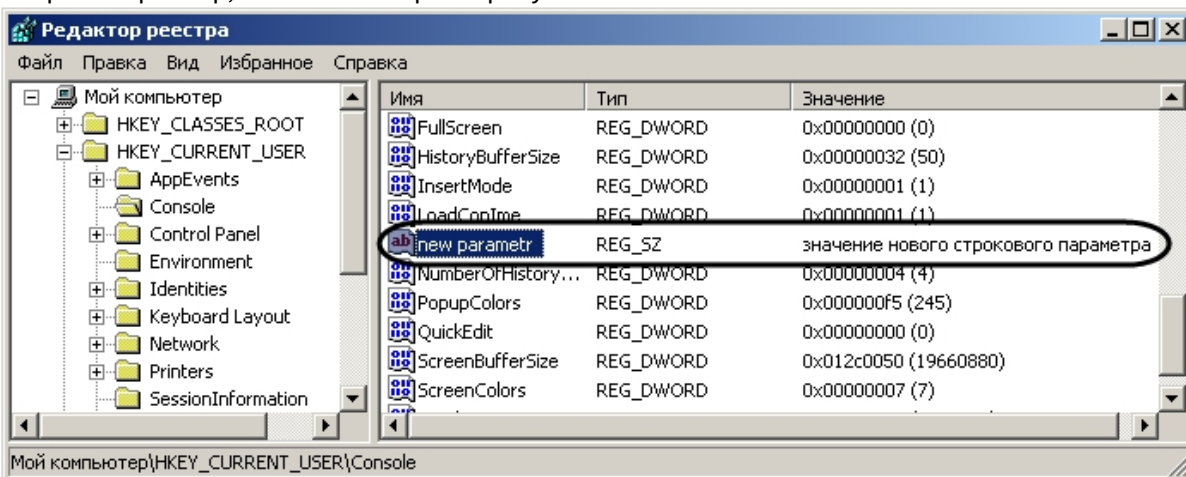 Редактор реестра
Файл Правка Вид Избранное Справка
Мой компьютер
HKEY_CLASSES_ROOT
HKEY_CURRENT_USER
AppEvents
Console
Control Panel
Environment
Identities
Keyboard Layout
Network
Printers
SessionInformation
Имя Тип Значение
FullScreen REG_DWORD 0x00000000 (0)
HistoryBufferSize REG_DWORD 0x00000032 (50)
InsertMode REG_DWORD 0x00000001 (1)
LoadConIme REG_DWORD 0x00000001 (1)
new parametr REG_SZ значение нового строкового параметра
NumberOfHistory... REG_DWORD 0x00000004 (4)
PopupColors REG_DWORD 0x000000f5 (245)
QuickEdit REG_DWORD 0x00000000 (0)
ScreenBufferSize REG_DWORD 0x012c0050 (19660880)
ScreenColors REG_DWORD 0x00000007 (7)
Мой компьютер\HKEY_CURRENT_USER\Console